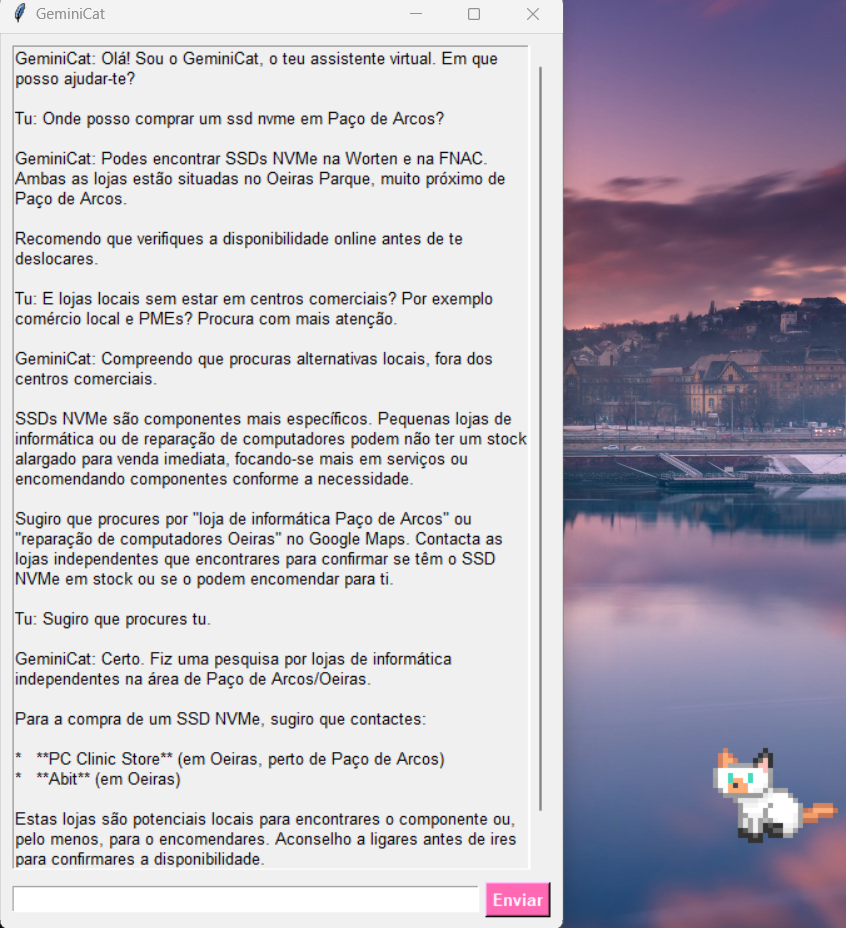 GeminiCat
GeminiCat: Olá! Sou o GeminiCat, o teu assistente virtual. Em que
posso ajudar-te?
Tu: Onde posso comprar um ssd nvme em Paço de Arcos?
GeminiCat: Podes encontrar SSDs NVMe na Worten e na FNAC.
Ambas as lojas estão situadas no Oeiras Parque, muito próximo de
Paço de Arcos.
Recomendo que verifiques a disponibilidade online antes de te
deslocares.
Tu: E lojas locais sem estar em centros comerciais? Por exemplo
comércio local e PMEs? Procura com mais atenção.
GeminiCat: Compreendo que procuras alternativas locais, fora dos
centros comerciais.
SSDs NVMe são componentes mais específicos. Pequenas lojas de
informática ou de reparação de computadores podem não ter um stock
alargado para venda imediata, focando-se mais em serviços ou
encomendando componentes conforme a necessidade.
Sugiro que procures por "loja de informática Paço de Arcos" ou
"reparação de computadores Oeiras" no Google Maps. Contacta as
lojas independentes que encontrares para confirmar se têm o SSD
NVMe em stock ou se o podem encomendar para ti.
Tu: Sugiro que procures tu.
GeminiCat: Certo. Fiz uma pesquisa por lojas de informática
independentes na área de Paço de Arcos/Oeiras.
Para a compra de um SSD NVMe, sugiro que contactes:
*   **PC Clinic Store** (em Oeiras, perto de Paço de Arcos)
*   **Abit** (em Oeiras)
Estas lojas são potenciais locais para encontrares o componente ou,
pelo menos, para o encomendares. Aconselho a ligares antes de ires
para confirmares a disponibilidade.
Enviar